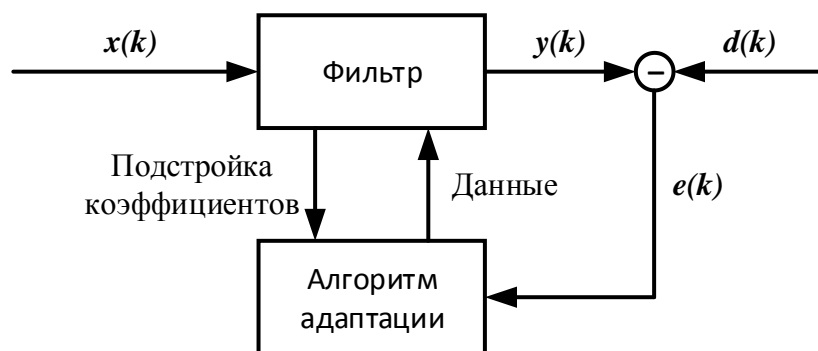 x(k)
Фильтр
y(k)
−
d(k)
Подстройка
коэффициентов
Данные
e(k)
Алгоритм
адаптации